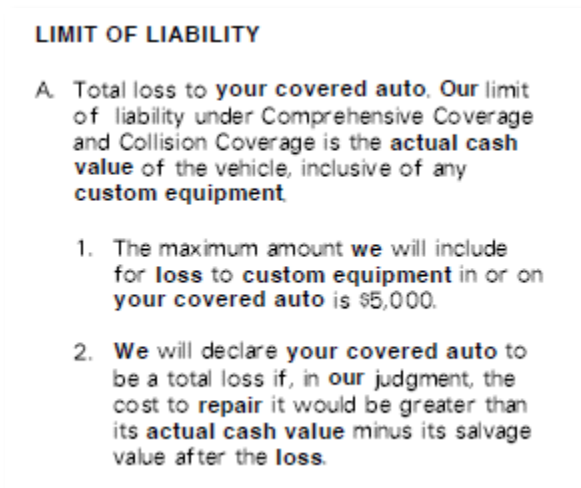 LIMIT OF LIABILITY
A. Total loss to your covered auto. Our limit
of liability under Comprehensive Coverage
and Collision Coverage is the actual cash
value of the vehicle, inclusive of any
custom equipment.
1. The maximum amount we will include
for loss to custom equipment in or on
your covered auto is $5,000.
2. We will declare your covered auto to
be a total loss if, in our judgment, the
cost to repair it would be greater than
its actual cash value minus its salvage
value after the loss.